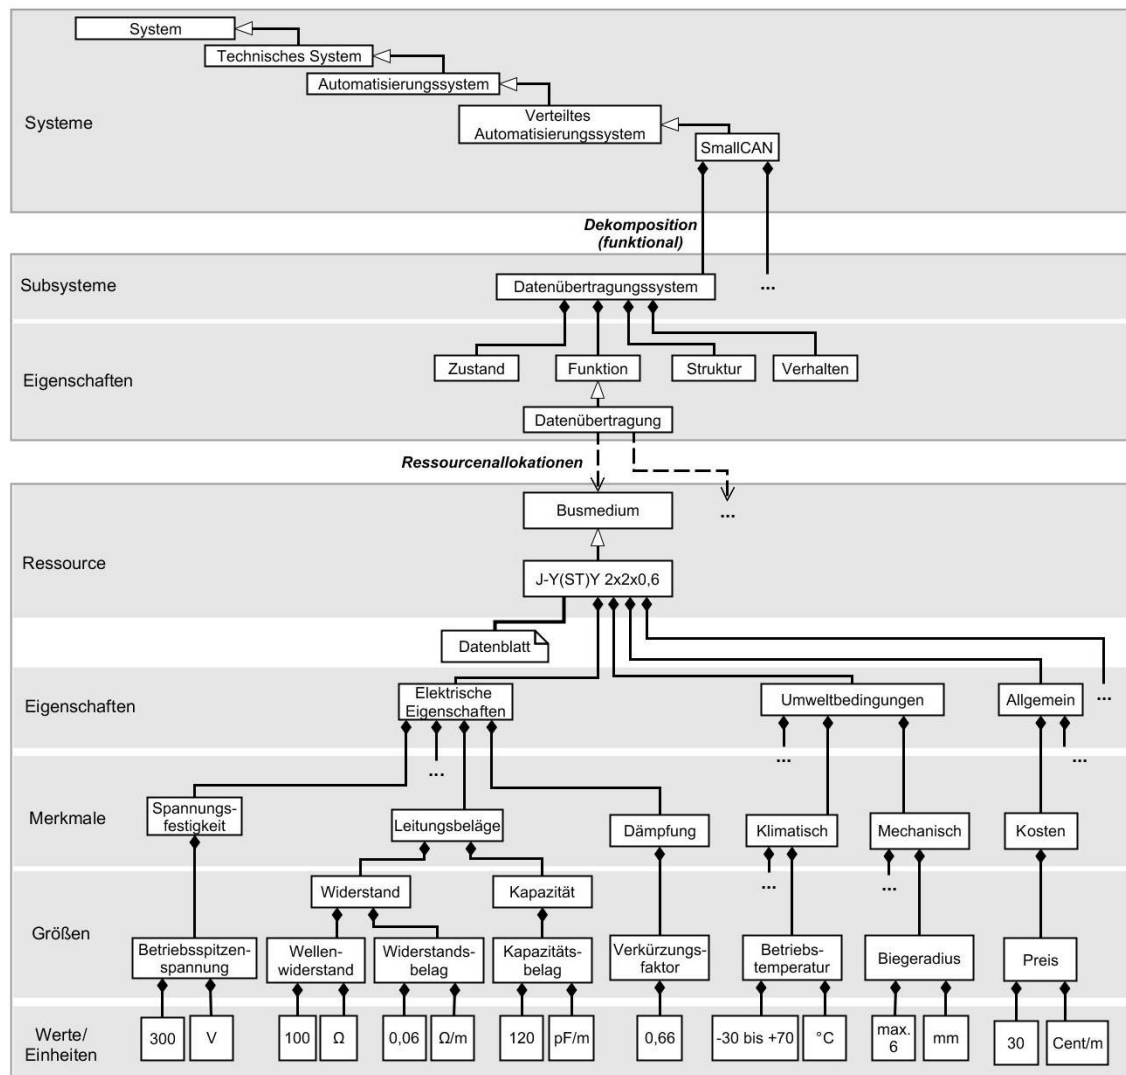 System
Technisches System
Automatisierungssystem
Systeme
Verteiltes
Automatisierungssystem
SmallCAN
Dekomposition
(funktional)
Subsysteme
Datenübertragungssystem
...
Eigenschaften
Zustand
Funktion
Struktur
Verhalten
Datenübertragung
Ressourcenallokationen
...
Busmedium
Ressource
J-Y(ST)Y 2x2x0,6
Datenblatt
Eigenschaften
Elektrische
Eigenschaften
Umweltbedingungen
Allgemein
...
...
...
...
Merkmale
Spannungs-
festigkeit
Leitungsbeläge
Dämpfung
Klimatisch
Mechanisch
Kosten
...
...
Größen
Widerstand
Kapazität
Betriebsspitzen-
spannung
Wellen-
widerstand
Widerstands-
belag
Kapazitäts-
belag
Verkürzungs-
faktor
Betriebs-
temperatur
Biegeradius
Preis
Werte/
Einheiten
300
V
100
Ω
0,06
Ω/m
120
pF/m
0,66
-30 bis +70
°C
max.
6
mm
30
Cent/m